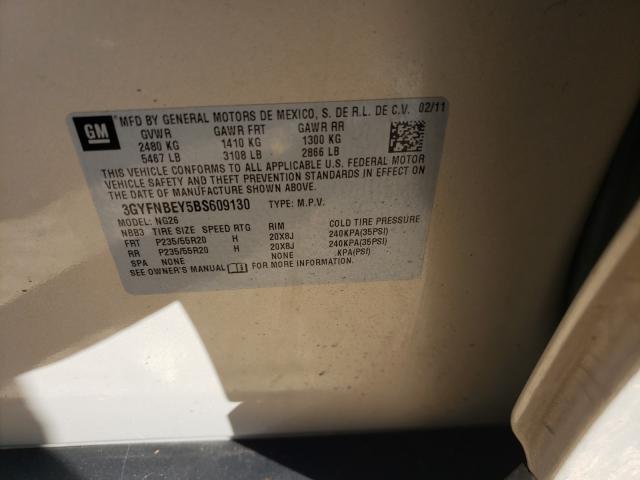 GM
MFD BY GENERAL MOTORS DE MEXICO, S. DE R.L. DE C.V. 02/11
GVWR GAWR FRT GAWR RR
2480 KG 1410 KG 1300 KG
5467 LB 3108 LB 2866 LB
THIS VEHICLE CONFORMS TO ALL APPLICABLE U.S. FEDERAL MOTOR
VEHICLE SAFETY AND THEFT PREVENTION STANDARDS IN EFFECT ON
THE DATE OF MANUFACTURE SHOWN ABOVE.
3GYFNBEY5BS609130 TYPE: M.P.V.
MODEL: NG26
NBB3 TIRE SIZE SPEED RTG RIM COLD TIRE PRESSURE
FRT P235/55R20 H 20X8J 240KPA(35PSI)
RR P235/55R20 H 20X8J 240KPA(35PSI)
SPA NONE NONE KPA(PSI)
SEE OWNER'S MANUAL FOR MORE INFORMATION.